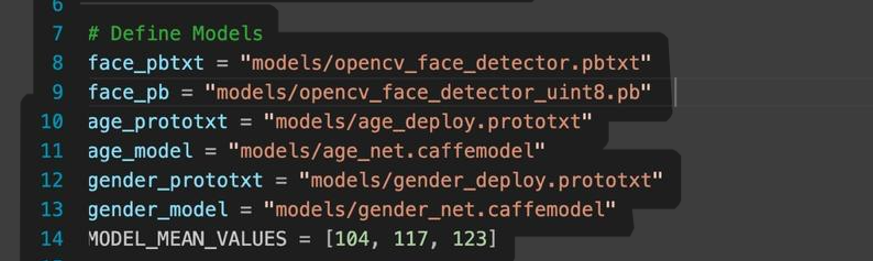 6
7 # Define Models
8 face_pbtxt = "models/opencv_face_detector.pbtxt"
9 face_pb = "models/opencv_face_detector_uint8.pb"
10 age_prototxt = "models/age_deploy.prototxt"
11 age_model = "models/age_net.caffemodel"
12 gender_prototxt = "models/gender_deploy.prototxt"
13 gender_model = "models/gender_net.caffemodel"
14 MODEL_MEAN_VALUES = [104, 117, 123]